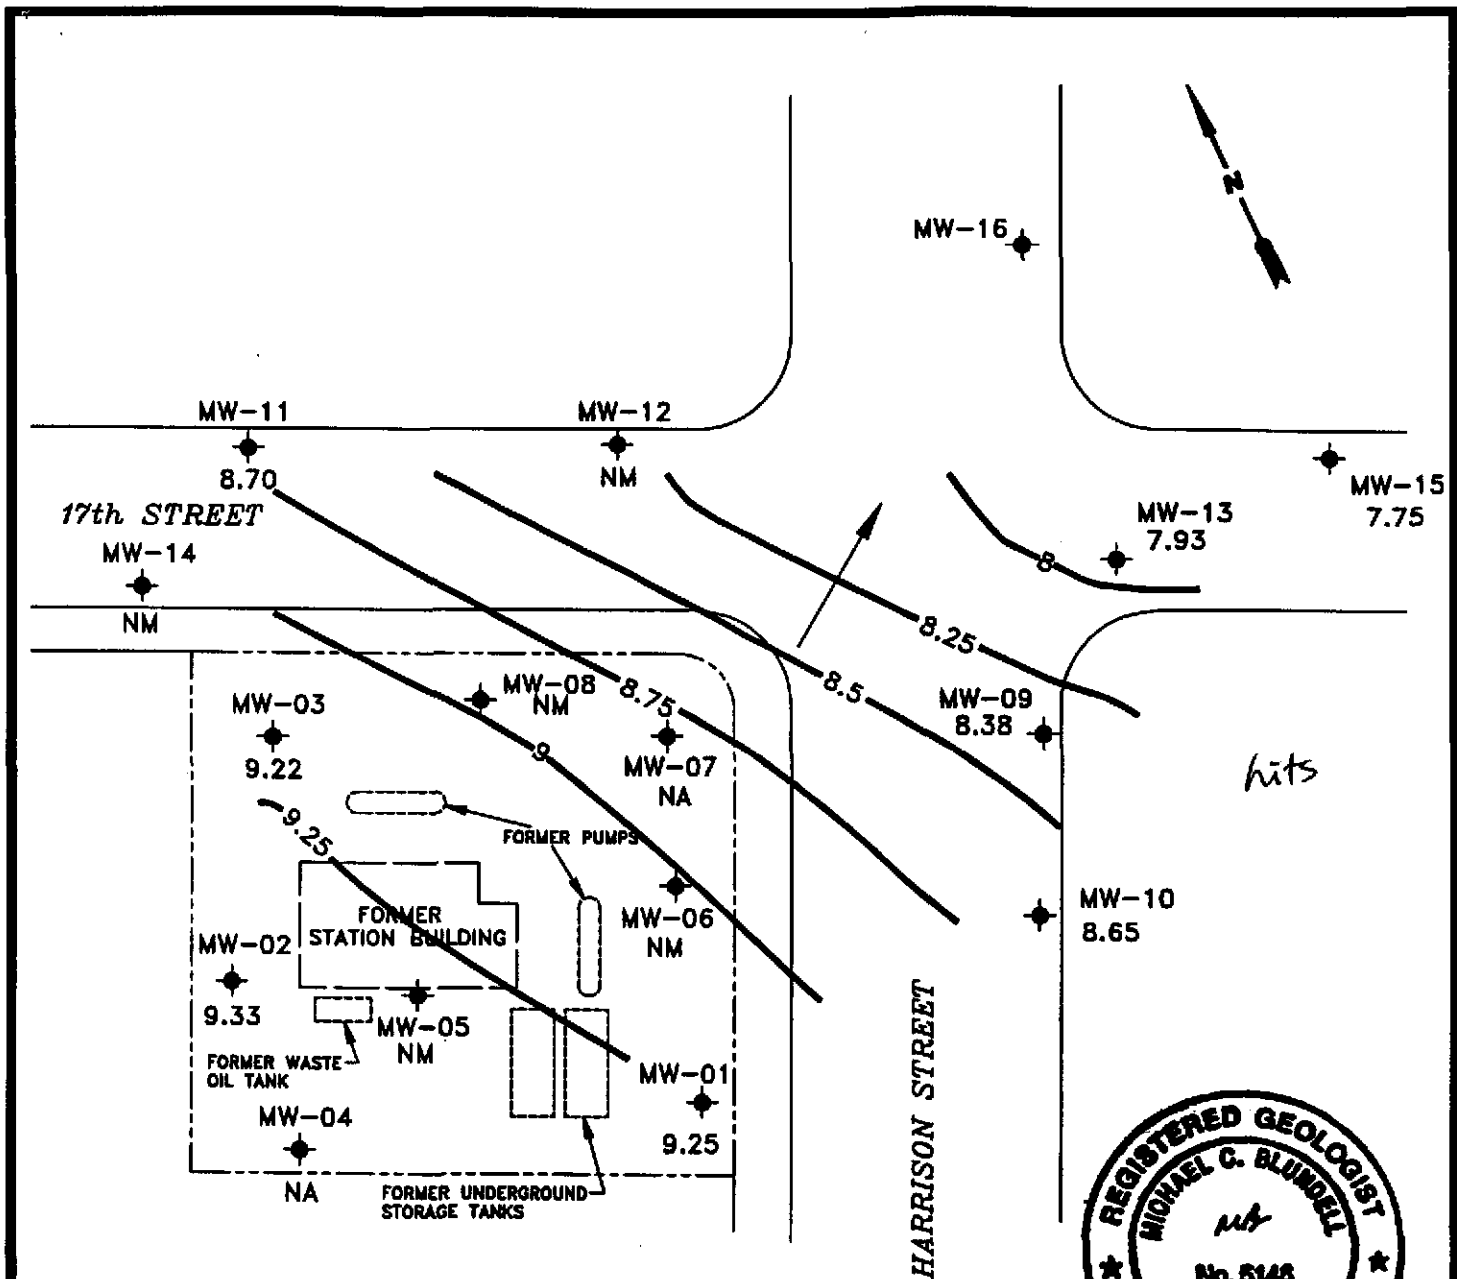 N
MW-16
MW-11
8.70
MW-12
NM
MW-15
7.75
17th STREET
MW-13
7.93
MW-14
NM
8
8.25
8.5
8.75
9
9.25
MW-08
NM
MW-03
9.22
MW-09
8.38
MW-07
NA
hits
FORMER PUMPS
FORMER
STATION BUILDING
MW-06
NM
MW-10
8.65
MW-02
9.33
MW-05
NM
FORMER WASTE
OIL TANK
MW-01
9.25
MW-04
NA
FORMER UNDERGROUND
STORAGE TANKS
HARRISON STREET
REGISTERED GEOLOGIST
MICHAEL C. BLUNDELL
No. 5146